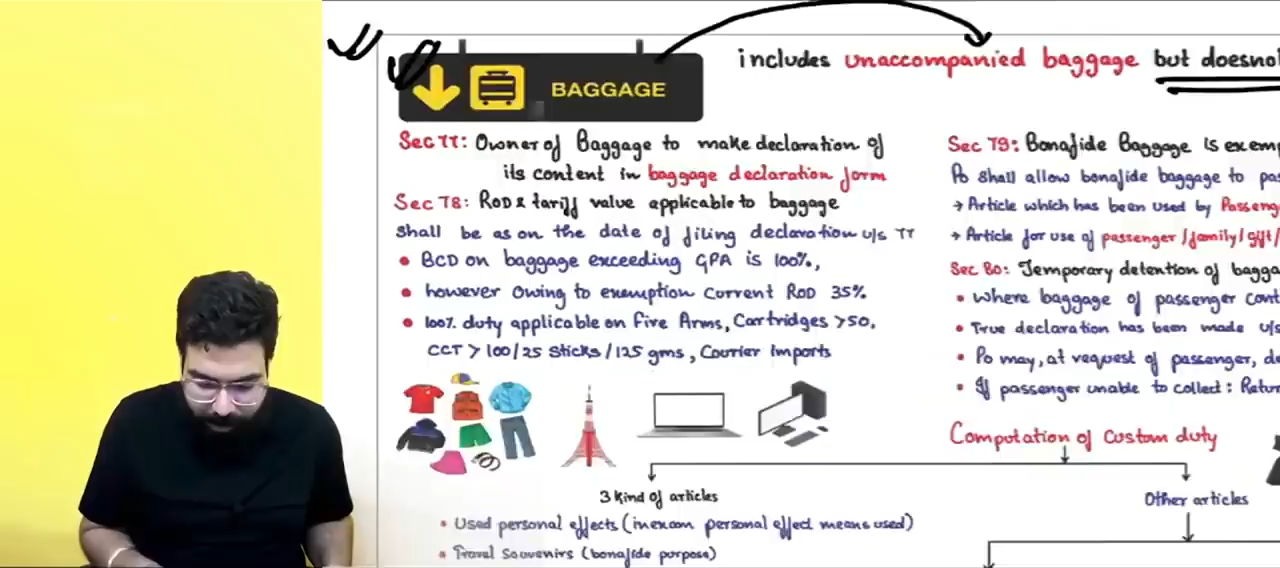 BAGGAGE
includes unaccompanied baggage but doesnot
Sec 77: Owner of Baggage to make declaration of
its content in baggage declaration form
Sec 78: ROD & tariff value applicable to baggage
shall be as on the date of filing declaration u/s 77
• BCD on baggage exceeding GFA is 100%,
• however owing to exemption Current ROD 35%
• 100% duty applicable on Fire Arms, Cartridges >50,
CCT > 100/25 Sticks/125 gms, Courier Imports
Sec 79: Bonafide Baggage is exem
Po shall allow bonafide baggage to pa
→ Article which has been used by Passeng
→ Article for use of passenger/family/gift/
Sec 80: Temporary detention of bagga
• where baggage of passenger cont
• True declaration has been made u/s
• Po may, at request of passenger, de
• If passenger unable to collect: Retur
Computation of Custom duty
3 kind of articles
• Used personal effects (in exam personal effect means used)
• Travel Souvenirs (bonafide purpose)
Other articles